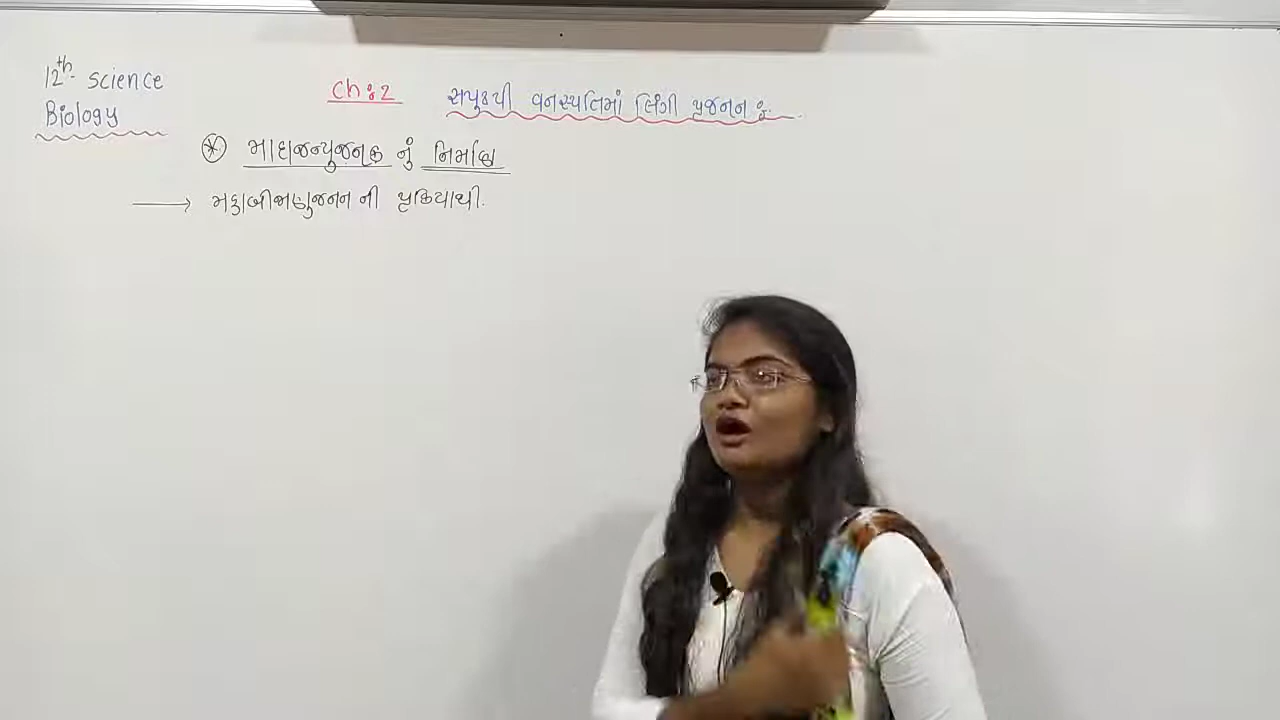 12th science
Biology
Ch:2
સપુષ્પી વનસ્પતિમાં લિંગી પ્રજનન :
* માદાજન્યુજનક નું નિર્માણ
→ મહાબીજાણુજનન ની પ્રક્રિયાથી.